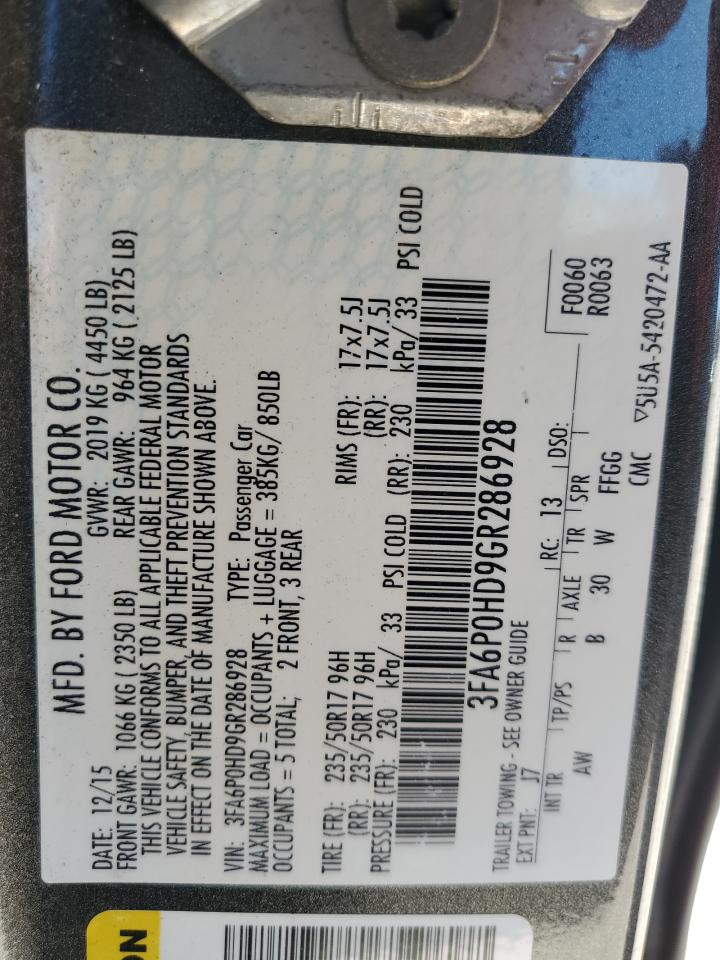 MFD. BY FORD MOTOR CO.
DATE: 12/15 GVWR: 2019 KG ( 4450 LB)
FRONT GAWR: 1066 KG ( 2350 LB) REAR GAWR: 964 KG ( 2125 LB)
THIS VEHICLE CONFORMS TO ALL APPLICABLE FEDERAL MOTOR
VEHICLE SAFETY, BUMPER, AND THEFT PREVENTION STANDARDS
IN EFFECT ON THE DATE OF MANUFACTURE SHOWN ABOVE.
VIN: 3FA6P0HD9GR286928 TYPE: Passenger Car
MAXIMUM LOAD = OCCUPANTS + LUGGAGE = 385KG/ 850LB
OCCUPANTS = 5 TOTAL; 2 FRONT, 3 REAR
TIRE (FR): 235/50R17 96H RIMS (FR): 17x7.5J
(RR): 235/50R17 96H (RR): 17x7.5J
PRESSURE (FR): 230 kPa/ 33 PSI COLD (RR): 230 kPa/ 33 PSI COLD
3FA6P0HD9GR286928
TRAILER TOWING - SEE OWNER GUIDE
EXT PNT: J7 RC: 13 DSO: F0060
R0063
INT TR TP/PS R AXLE TR SPR
AW B 30 W FFGG
CMC ▽5U5A-5420472-AA
ON